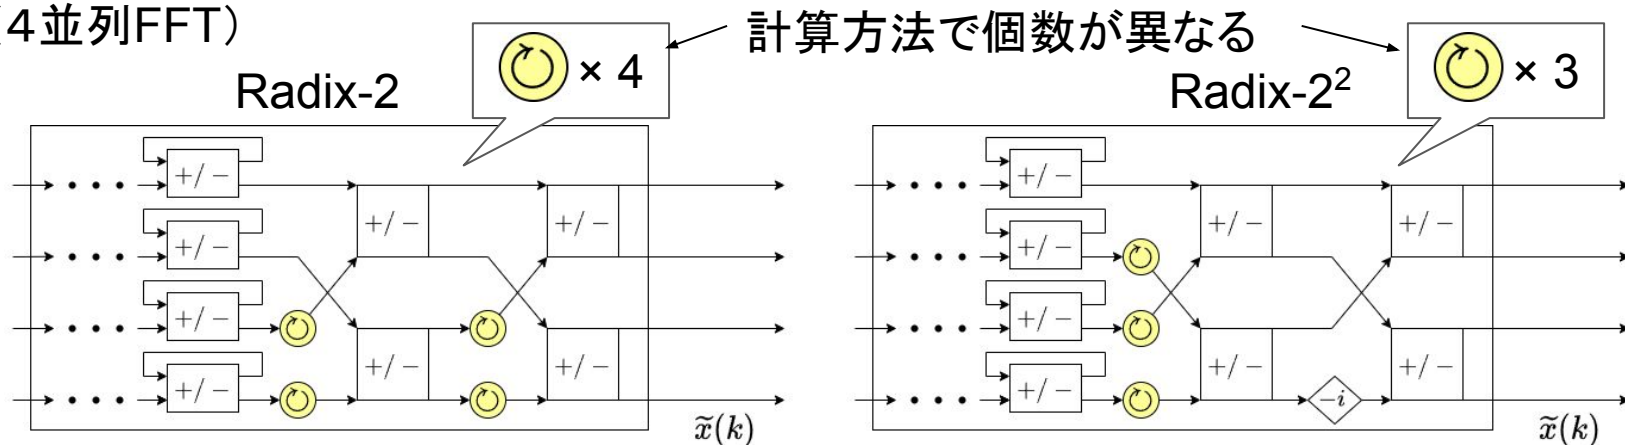 （４並列FFT）
計算方法で個数が異なる
× 4
× 3
Radix-2
Radix-2²
+/− +/−
+/− +/− +/− +/−
+/− +/−
+/− +/− +/− +/−
+/− +/−
+/− +/−
−i
x̃(k) x̃(k)